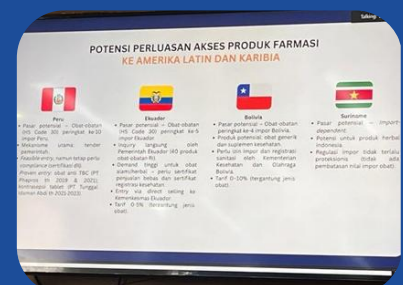 Talking:
POTENSI PERLUASAN AKSES PRODUK FARMASI
KE AMERIKA LATIN DAN KARIBIA
Peru
• Pasar potensial – Obat-obatan
(HS Code 30) peringkat ke-10
impor Peru.
• Mekanisme utama tender
pemerintah.
• Feasible entry, namun tetap perlu
compliance (sertifikasi dll).
Proven entry: obat anti TBC (PT
Phapros th 2018 & 2021);
kontrasepsi tablet (PT Tunggal
Idaman Abdi th 2021-2023)
Ekuador
• Pasar potensial – Obat-obatan
(HS Code 30) peringkat ke-5
impor Ekuador.
• Inquiry langsung oleh
Pemerintah Ekuador (40 produk
obat-obatan RI)
• Demand tinggi untuk obat
alami/herbal – perlu sertifikat
penjualan bebas dan sertifikat
registrasi kesehatan.
• Entry via direct selling ke
Kemenkesmas Ekuador
• Tarif 0-5% (tergantung jenis
obat).
Bolivia
• Pasar potensial – Obat-obatan
peringkat ke-4 impor Bolivia.
• Produk potensial: obat generik
dan suplemen kesehatan.
• Perlu izin impor dan registrasi
sanitasi oleh Kementerian
Kesehatan dan Olahraga
Bolivia.
• Tarif 0-10% (tergantung jenis
obat)
Suriname
• Pasar potensial – import-
dependent.
• Potensi untuk produk herbal
Indonesia.
• Regulasi impor tidak terlalu
proteksionis (tidak ada
pembatasan nilai impor obat).